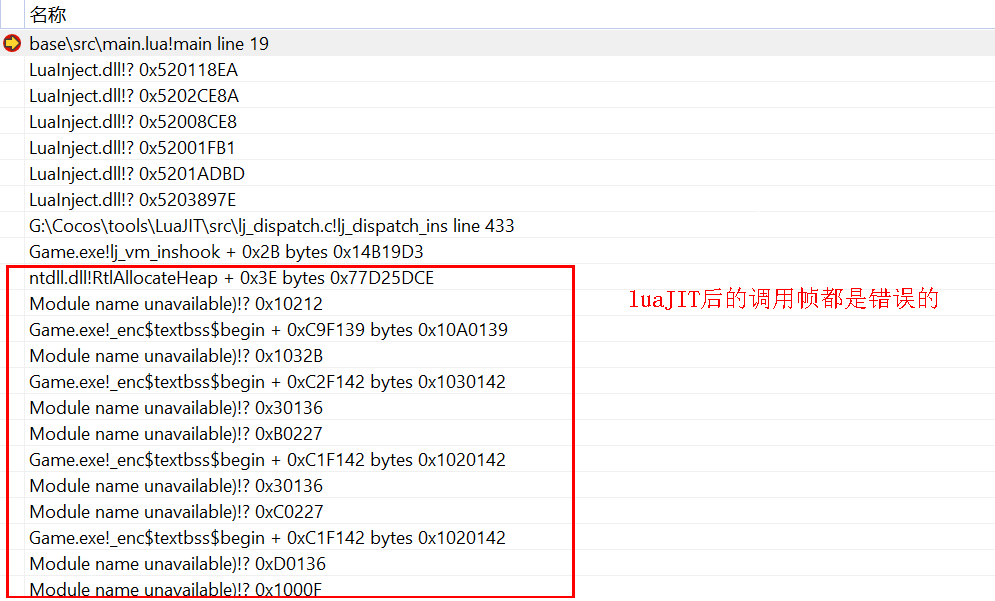 名称
base\src\main.lua!main line 19
LuaInject.dll!? 0x520118EA
LuaInject.dll!? 0x5202CE8A
LuaInject.dll!? 0x52008CE8
LuaInject.dll!? 0x52001FB1
LuaInject.dll!? 0x5201ADBD
LuaInject.dll!? 0x5203897E
G:\Cocos\tools\LuaJIT\src\lj_dispatch.c!lj_dispatch_ins line 433
Game.exe!lj_vm_inshook + 0x2B bytes 0x14B19D3
ntdll.dll!RtlAllocateHeap + 0x3E bytes 0x77D25DCE
Module name unavailable)!? 0x10212
luaJIT后的调用帧都是错误的
Game.exe!_enc$textbss$begin + 0xC9F139 bytes 0x10A0139
Module name unavailable)!? 0x1032B
Game.exe!_enc$textbss$begin + 0xC2F142 bytes 0x1030142
Module name unavailable)!? 0x30136
Module name unavailable)!? 0xB0227
Game.exe!_enc$textbss$begin + 0xC1F142 bytes 0x1020142
Module name unavailable)!? 0x30136
Module name unavailable)!? 0xC0227
Game.exe!_enc$textbss$begin + 0xC1F142 bytes 0x1020142
Module name unavailable)!? 0xD0136
Module name unavailable)!? 0x1000F